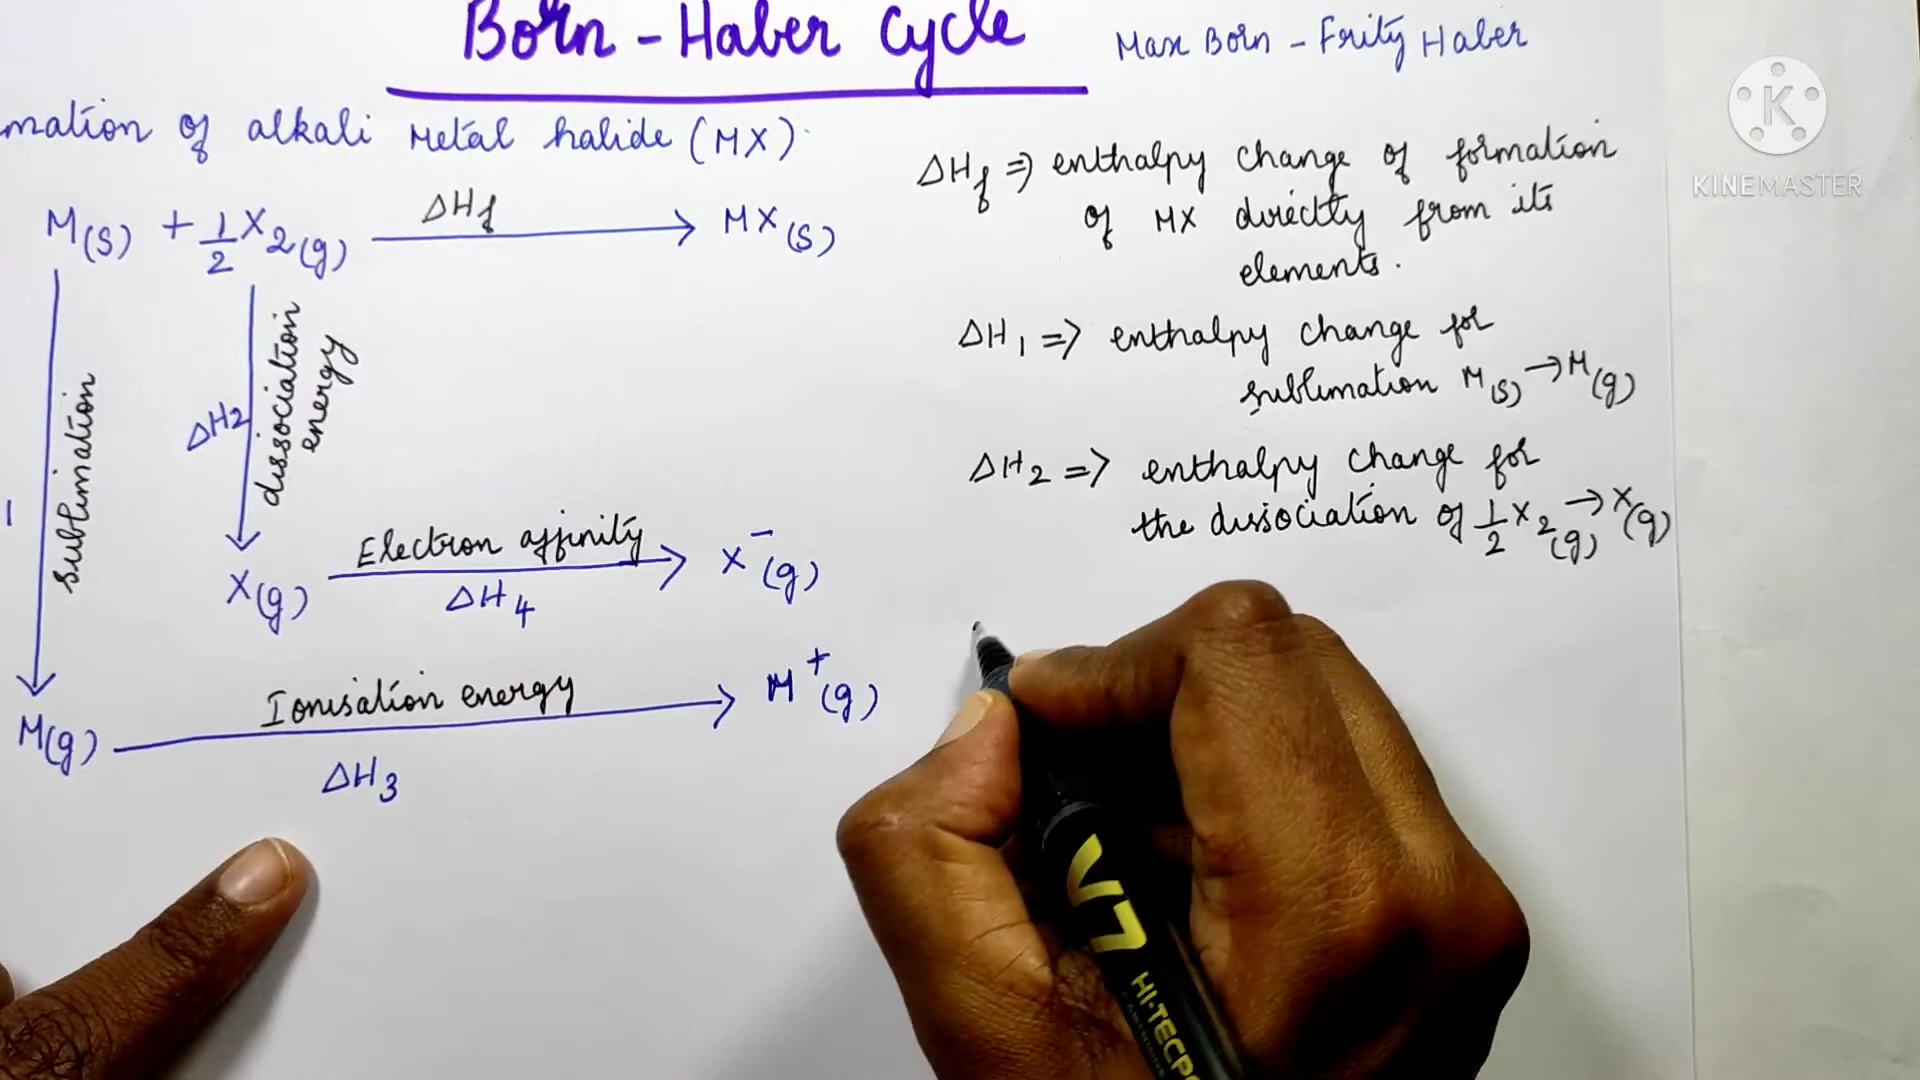 Born - Haber Cycle
Max Born - Frity Haber
mation of alkali Metal halide (MX).
M(s) + 1/2 X2(g) ΔHf → MX(s)
sublimation
ΔH2
dissociation
energy
X(g) Electron affinity → X⁻(g)
ΔH4
M(g) Ionisation energy → M⁺(g)
ΔH3
ΔHf ⇒ enthalpy change of formation
of MX directly from its
elements.
ΔH1 ⇒ enthalpy change for
sublimation M(s) → M(g)
ΔH2 ⇒ enthalpy change for
the dissociation of 1/2 X2(g) → X(g)
K
KINEMASTER
V7
HI-TECPO